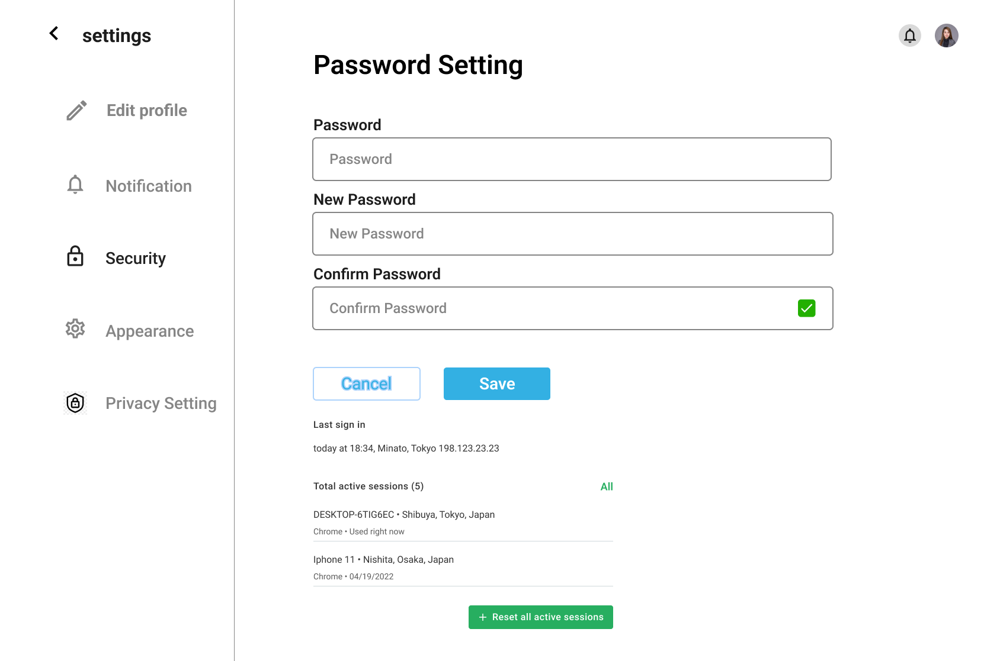 settings
Edit profile
Notification
Security
Appearance
Privacy Setting
Password Setting
Password
Password
New Password
New Password
Confirm Password
Confirm Password
Cancel
Save
Last sign in
today at 18:34, Minato, Tokyo 198.123.23.23
Total active sessions (5)
All
DESKTOP-6TIG6EC • Shibuya, Tokyo, Japan
Chrome • Used right now
Iphone 11 • Nishita, Osaka, Japan
Chrome • 04/19/2022
Reset all active sessions